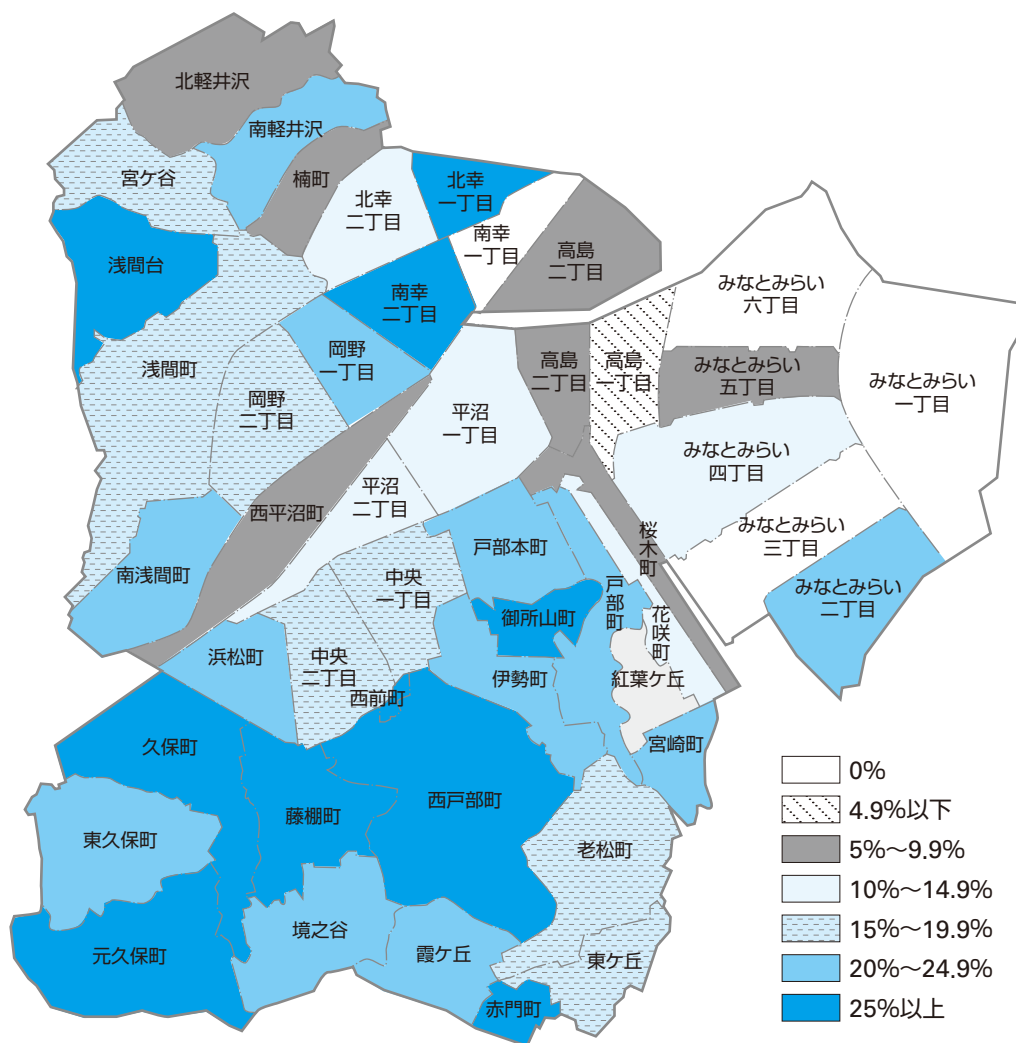 北軽井沢
南軽井沢
宮ケ谷
楠町
北幸
二丁目
北幸
一丁目
南幸
一丁目
高島
二丁目
浅間台
南幸
二丁目
みなとみらい
六丁目
浅間町
岡野
一丁目
高島
二丁目
高島
一丁目
みなとみらい
五丁目
みなとみらい
一丁目
岡野
二丁目
平沼
一丁目
みなとみらい
四丁目
西平沼町
平沼
二丁目
桜木町
みなとみらい
三丁目
南浅間町
戸部本町
中央
一丁目
戸部町
みなとみらい
二丁目
御所山町
花咲町
浜松町
中央
二丁目
西前町
伊勢町
紅葉ケ丘
宮崎町
久保町
藤棚町
西戸部町
東久保町
老松町
境之谷
霞ケ丘
東ケ丘
元久保町
赤門町
0%
4.9%以下
5%〜9.9%
10%〜14.9%
15%〜19.9%
20%〜24.9%
25%以上